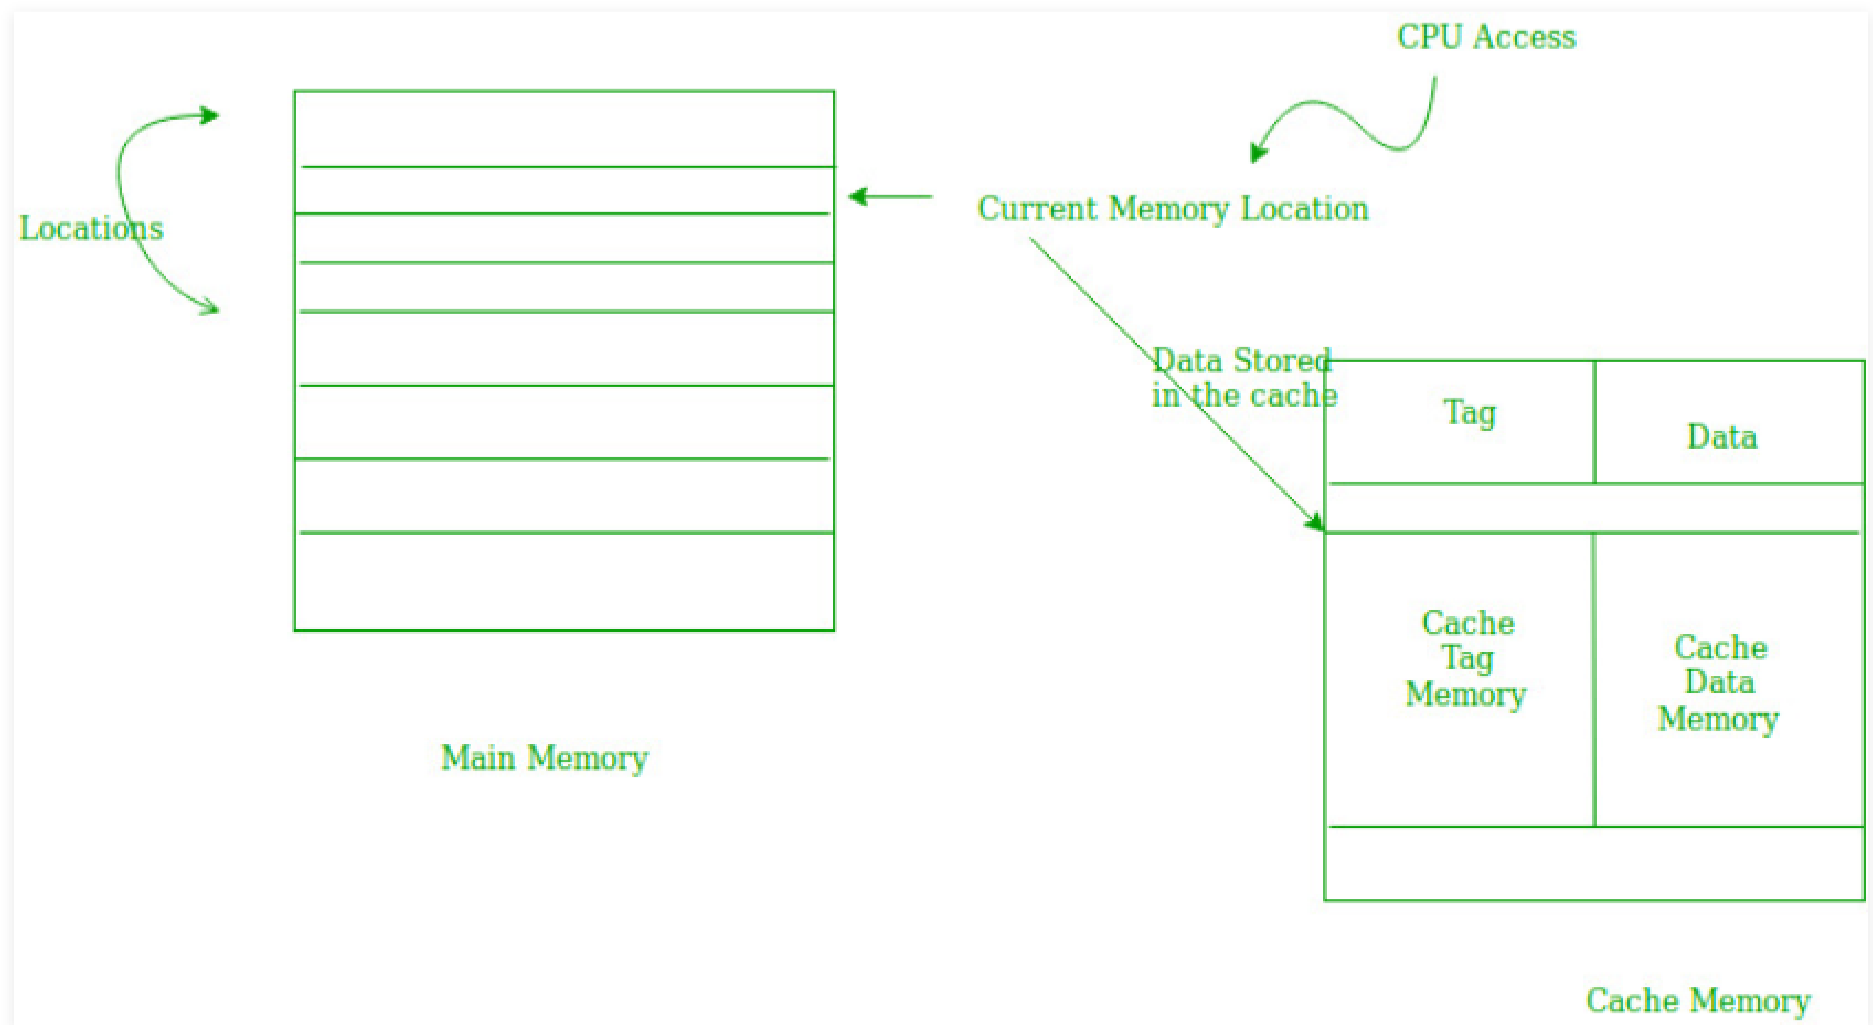 CPU Access
Locations
Current Memory Location
Data Stored
in the cache
Tag
Data
Cache
Tag
Memory
Cache
Data
Memory
Main Memory
Cache Memory